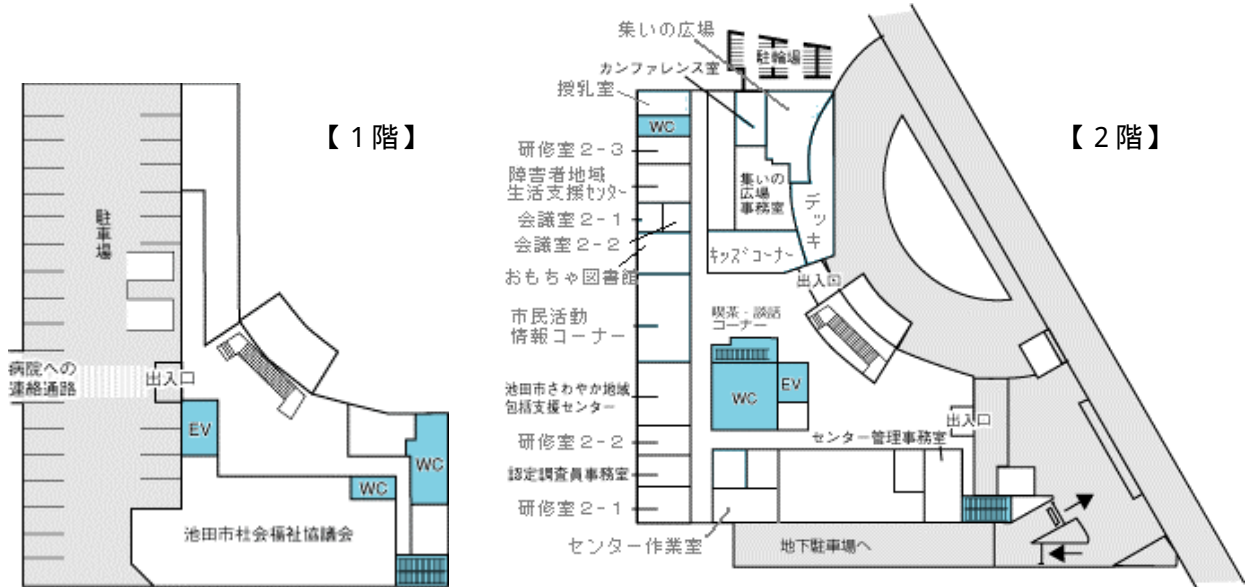 【1階】
駐車場
病院への
連絡通路
出入口
EV
WC
WC
池田市社会福祉協議会
【2階】
集いの広場
駐輪場
カンファレンス室
授乳室
WC
研修室2-3
障害者地域
生活支援センター
会議室2-1
会議室2-2
おもちゃ図書館
市民活動
情報コーナー
池田市さわやか地域
包括支援センター
研修室2-2
認定調査員事務室
研修室2-1
センター作業室
集いの
広場
事務室
デッキ
キッズコーナー
出入口
喫茶・談話
コーナー
WC
EV
出入口
センター管理事務室
地下駐車場へ